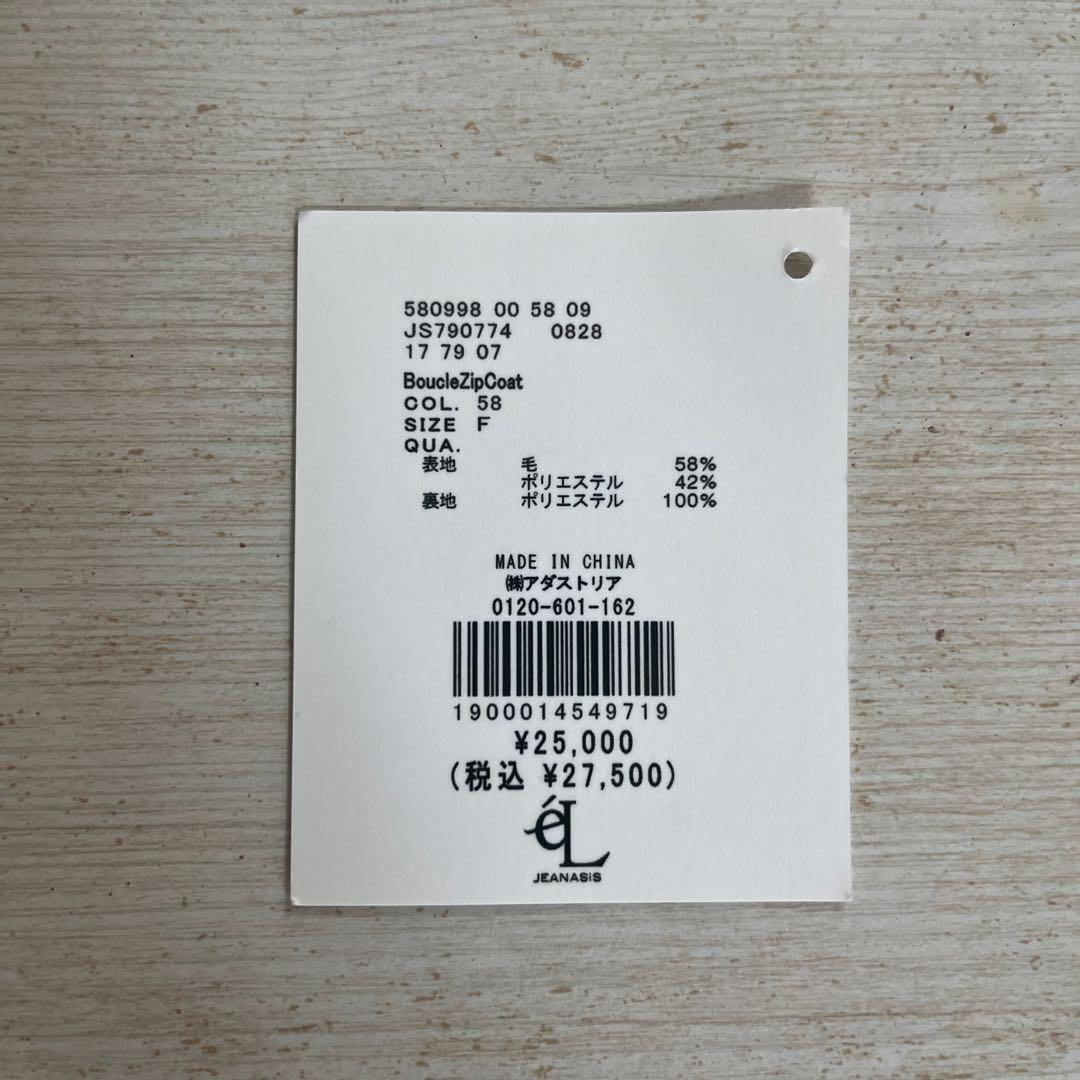 580998 00 58 09
JS790774 0828
17 79 07
BoucleZipCoat
COL. 58
SIZE F
QUA.
表地 毛 58%
ポリエステル 42%
裏地 ポリエステル 100%
MADE IN CHINA
㈱アダストリア
0120-601-162
1900014549719
¥25,000
(税込 ¥27,500)
éL
JEANASiS